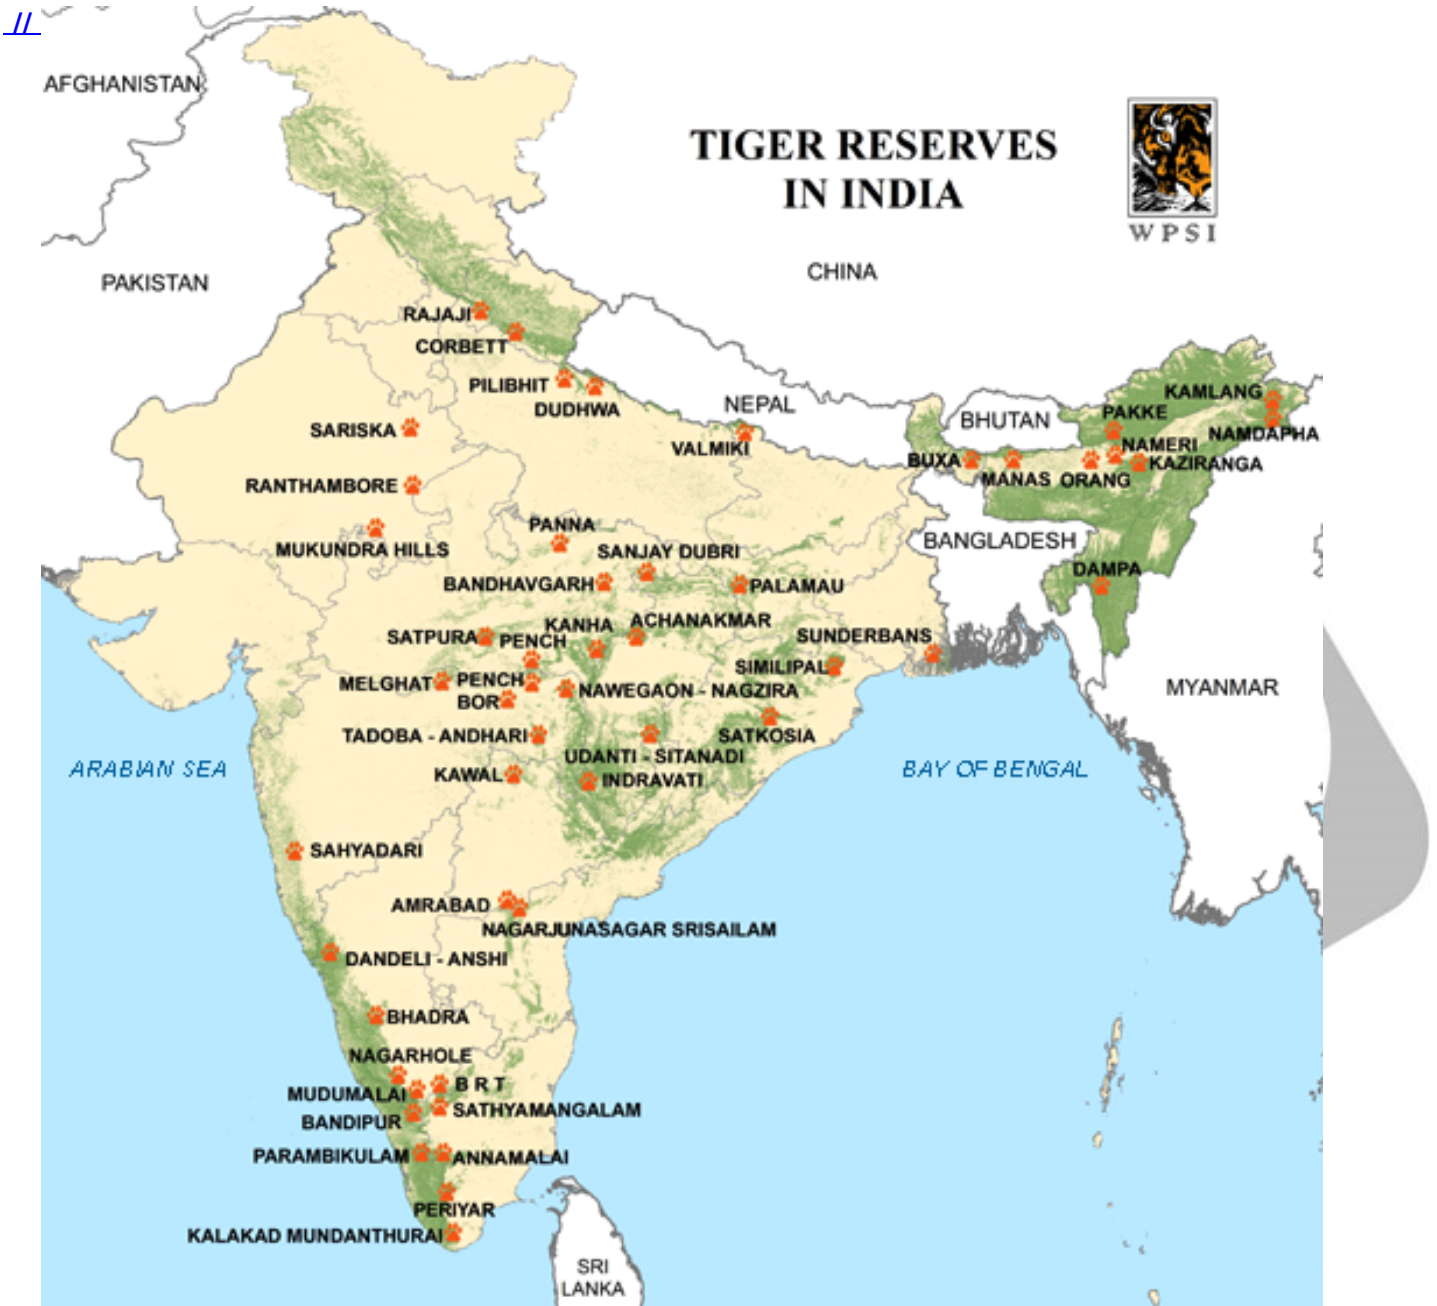 //
AFGHANISTAN
TIGER RESERVES
IN INDIA
WPSI
CHINA
PAKISTAN
RAJAJI
CORBETT
PILIBHIT
DUDHWA
NEPAL
VALMIKI
BHUTAN
KAMLANG
PAKKE
NAMDAPHA
NAMERI
BUXA
KAZIRANGA
MANAS
ORANG
SARISKA
RANTHAMBORE
MUKUNDRA HILLS
PANNA
SANJAY DUBRI
BANGLADESH
DAMPA
BANDHAVGARH
PALAMAU
KANHA
ACHANAKMAR
SATPURA
PENCH
SUNDERBANS
SIMILIPAL
MELGHAT
PENCH
NAWEGAON - NAGZIRA
MYANMAR
BOR
TADOBA - ANDHARI
SATKOSIA
UDANTI - SITANADI
ARABIAN SEA
BAY OF BENGAL
KAWAL
INDRAVATI
SAHYADARI
AMRABAD
NAGARJUNASAGAR SRISAILAM
DANDELI - ANSHI
BHADRA
NAGARHOLE
B R T
MUDUMALAI
SATHYAMANGALAM
BANDIPUR
PARAMBIKULAM
ANNAMALAI
PERIYAR
KALAKAD MUNDANTHURAI
SRI
LANKA